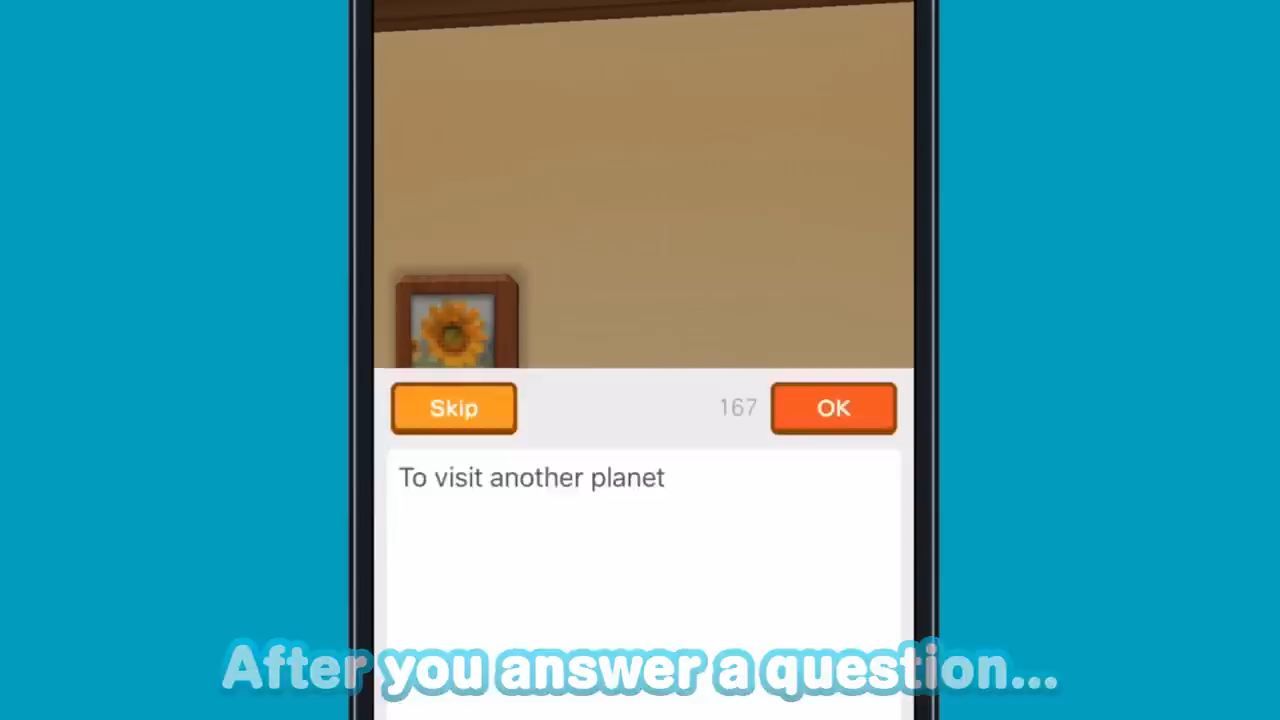 Skip
167
OK
To visit another planet
After you answer a question...